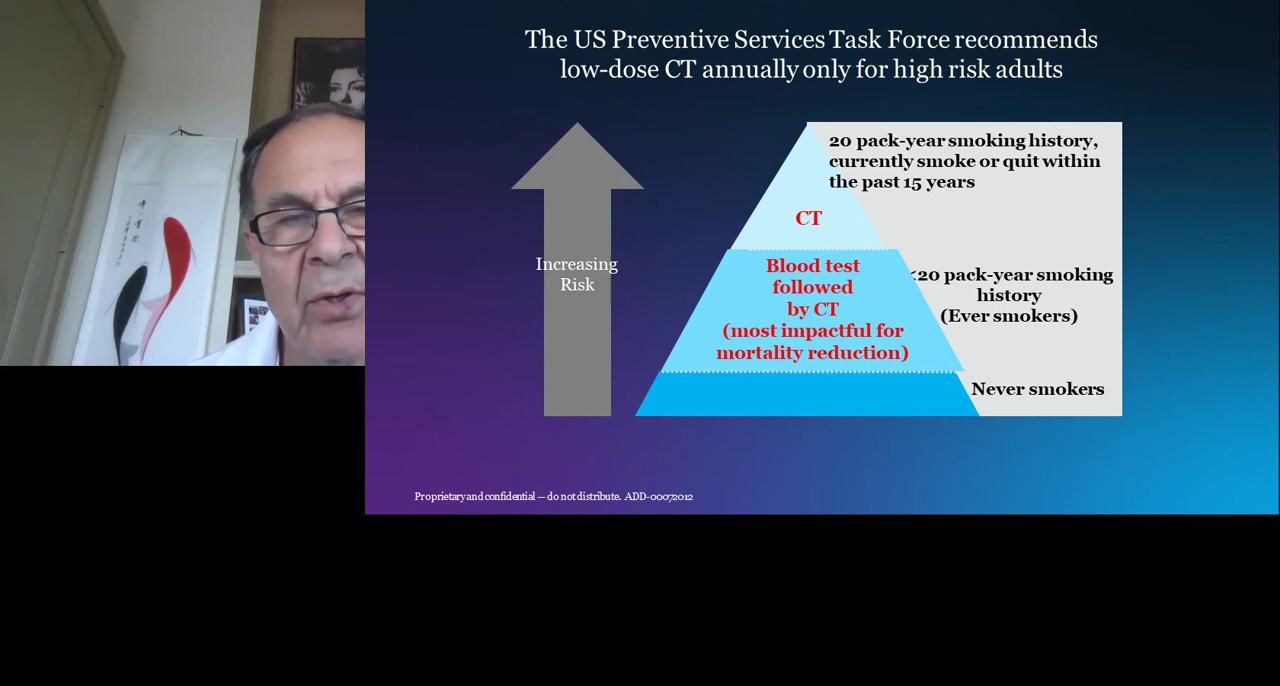 The US Preventive Services Task Force recommends
low-dose CT annually only for high risk adults
20 pack-year smoking history,
currently smoke or quit within
the past 15 years
CT
Increasing
Risk
Blood test
followed
by CT
(most impactful for
mortality reduction)
<20 pack-year smoking
history
(Ever smokers)
Never smokers
Proprietary and confidential — do not distribute. ADD-00072012